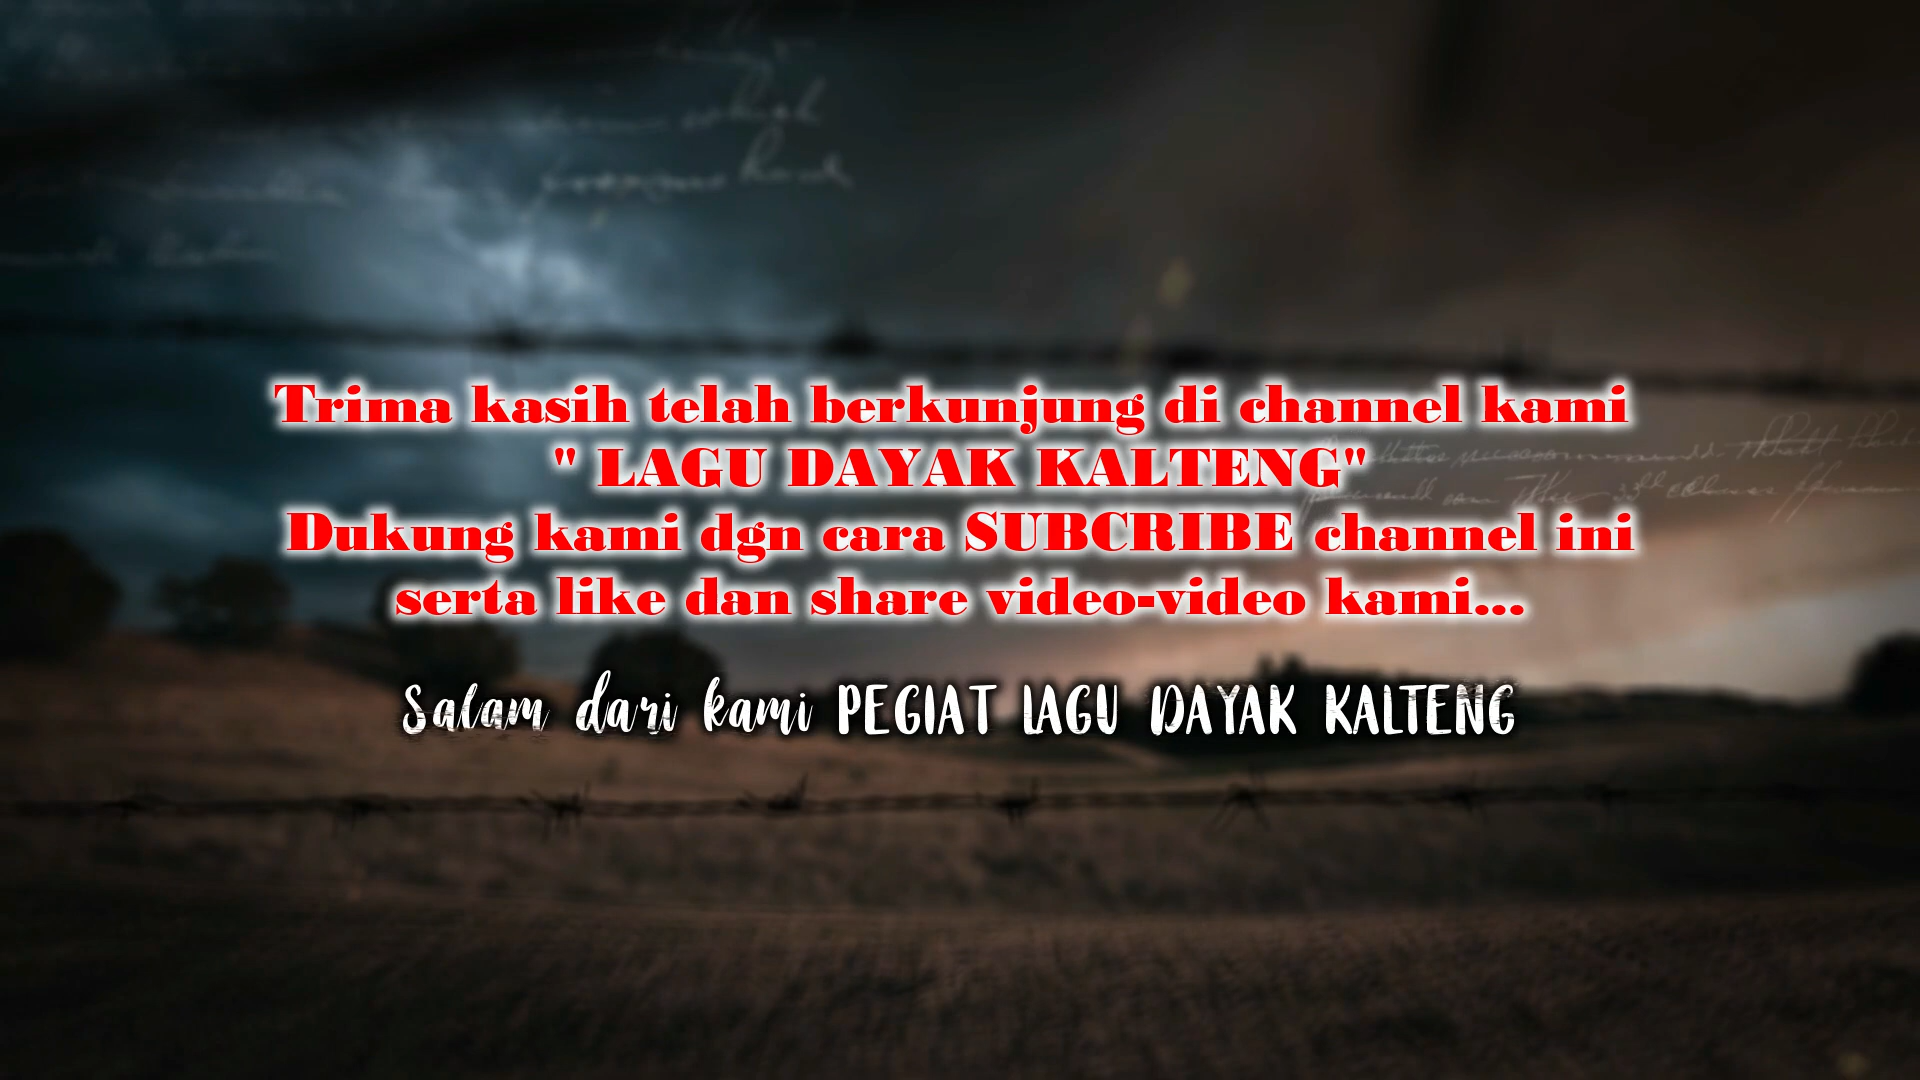 Trima kasih telah berkunjung di channel kami
" LAGU DAYAK KALTENG"
Dukung kami dgn cara SUBCRIBE channel ini
serta like dan share video-video kami...
Salam dari kami PEGIAT LAGU DAYAK KALTENG